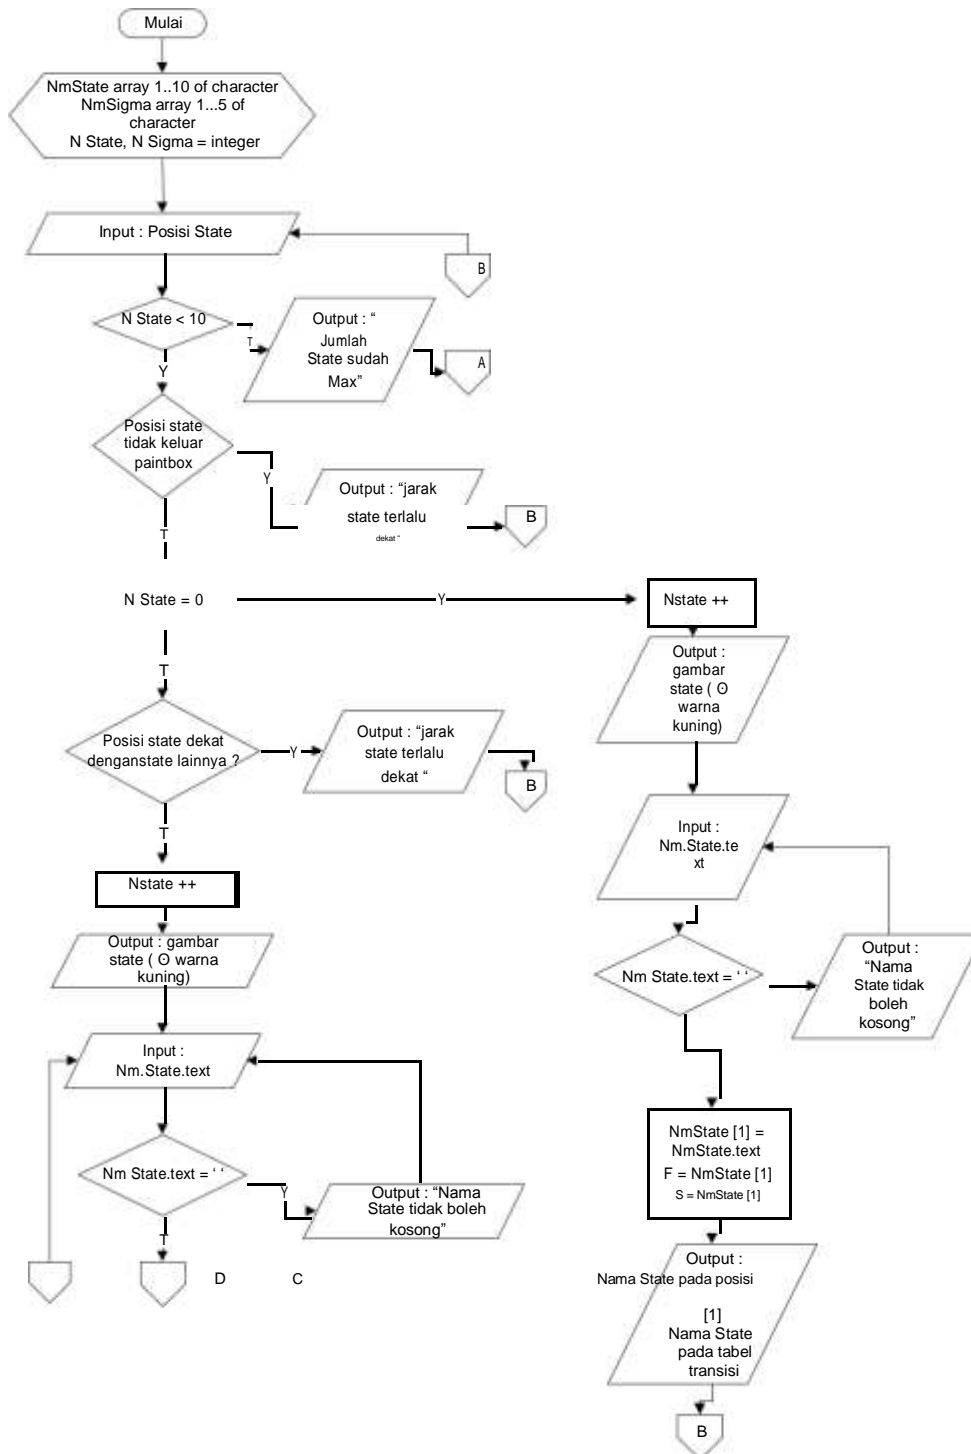 Mulai
NmState array 1..10 of character
NmSigma array 1...5 of
character
N State, N Sigma = integer
Input : Posisi State
B
N State < 10
T
Output : “
Jumlah
State sudah
Max”
A
Y
Posisi state
tidak keluar
paintbox
Y
Output : “jarak
state terlalu
dekat “
B
T
N State = 0
Y
Nstate ++
Output :
gambar
state ( ʘ
warna
kuning)
T
Posisi state dekat
denganstate lainnya ?
Y
Output : “jarak
state terlalu
dekat “
B
T
Input :
Nm.State.te
xt
Nstate ++
Output : gambar
state ( ʘ warna
kuning)
Nm State.text = ‘ ‘
Output :
“Nama
State tidak
boleh
kosong”
Input :
Nm.State.text
Nm State.text = ‘ ‘
Y
Output : “Nama
State tidak boleh
kosong”
T
D
C
NmState [1] =
NmState.text
F = NmState [1]
S = NmState [1]
Output :
Nama State pada posisi
[1]
Nama State
pada tabel
transisi
B